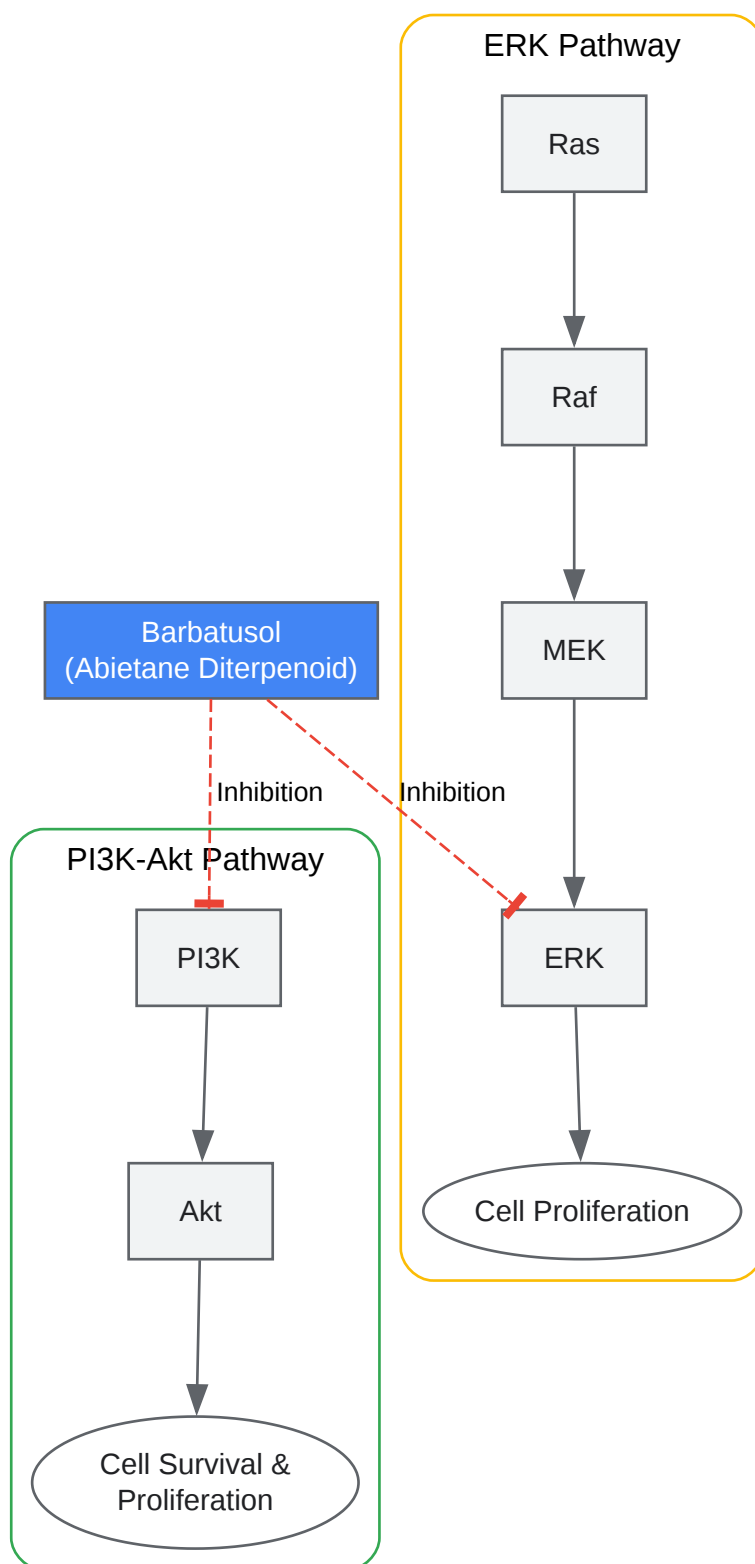 ERK Pathway
Ras
Raf
Barbatusol
(Abietane Diterpenoid)
MEK
Inhibition
Inhibition
PI3K-Akt Pathway
PI3K
ERK
Akt
Cell Proliferation
Cell Survival &
Proliferation